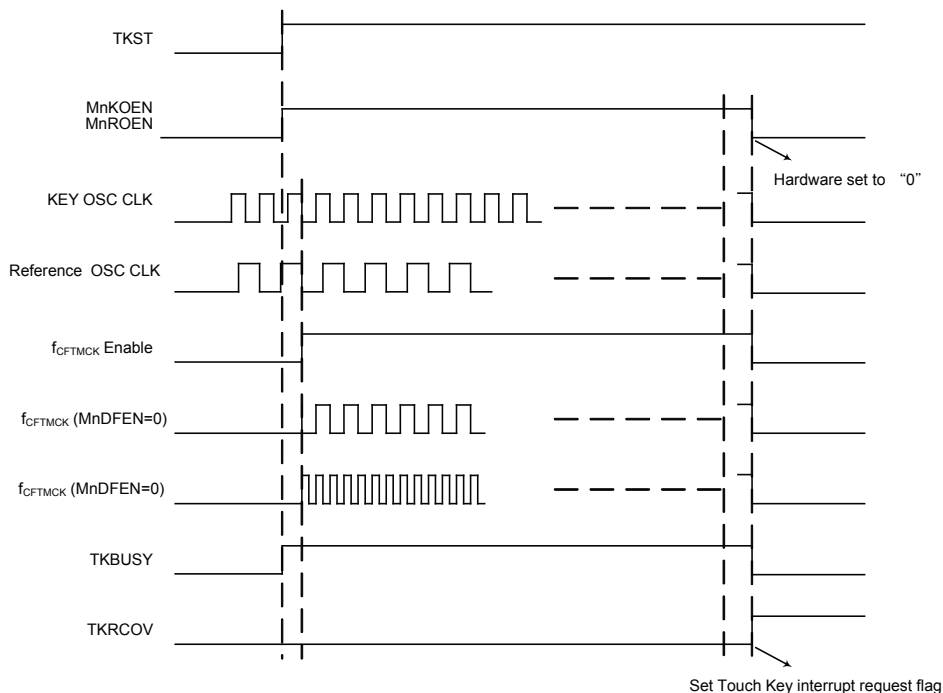 TKST
MnKOEN
MnROEN
Hardware set to “0”
KEY OSC CLK
Reference OSC CLK
fCFTMCK Enable
fCFTMCK (MnDFEN=0)
fCFTMCK (MnDFEN=0)
TKBUSY
TKRCOV
Set Touch Key interrupt request flag